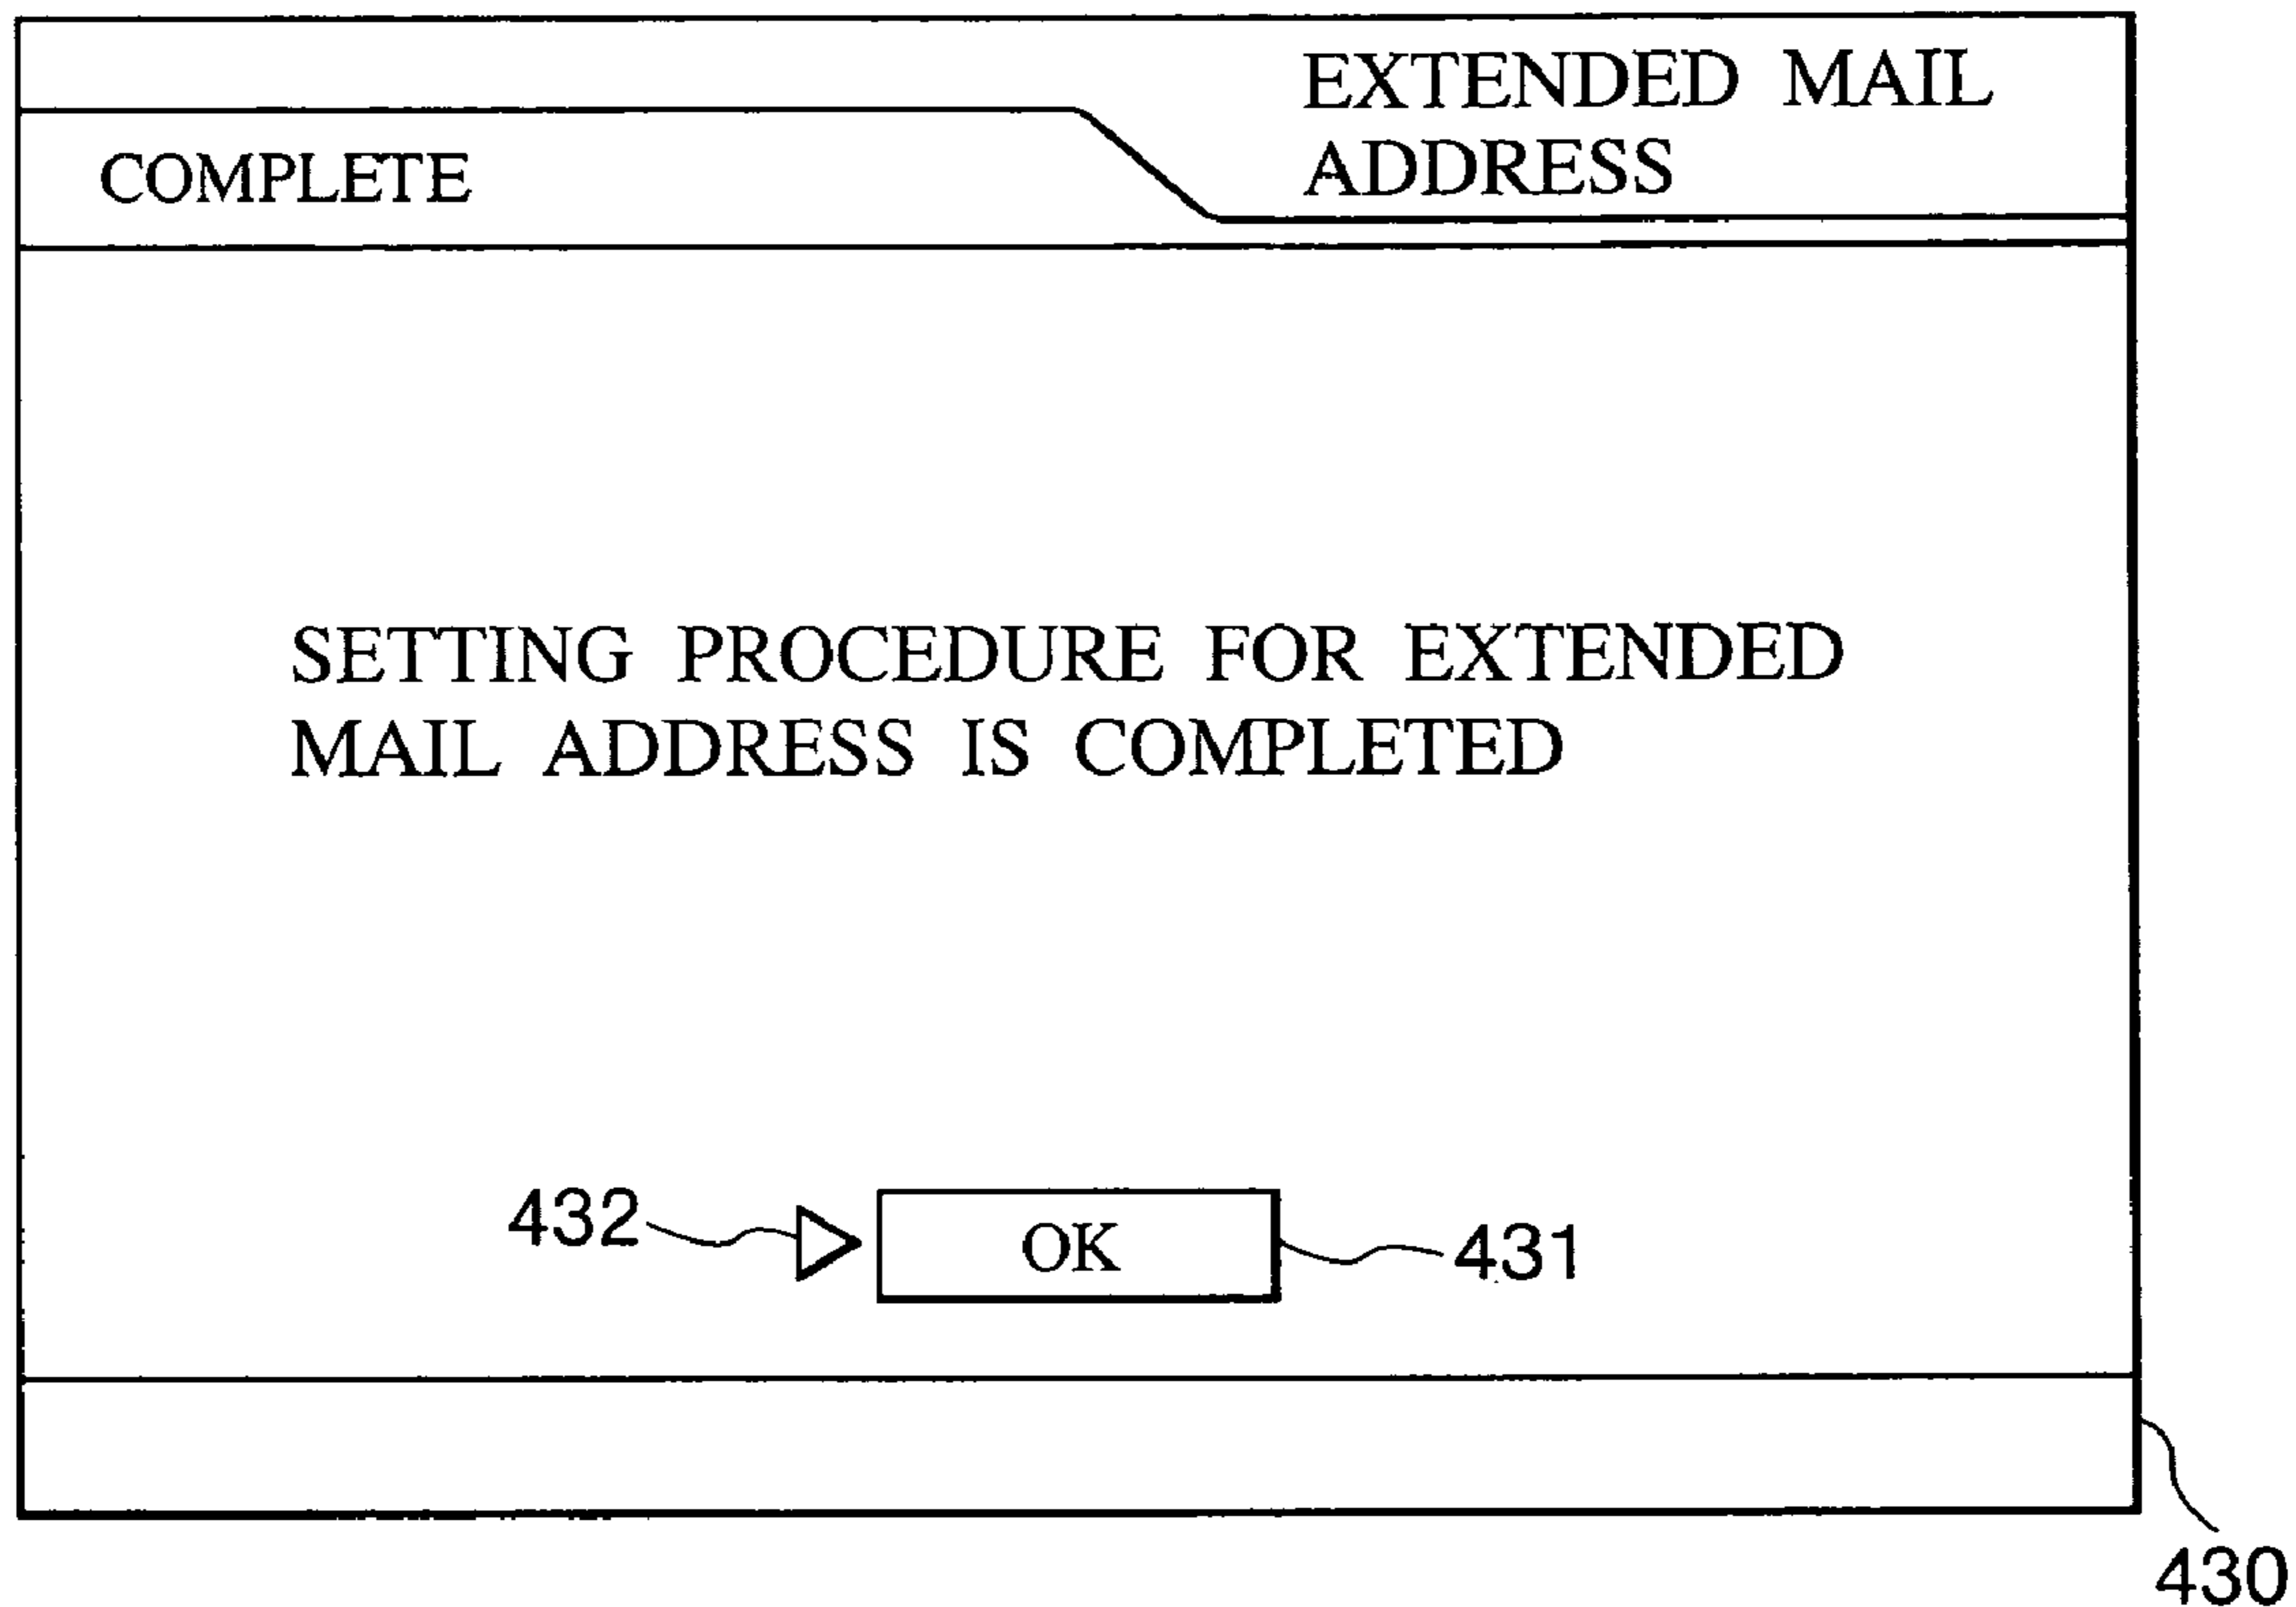 EXTENDED MAIL
ADDRESS
COMPLETE
SETTING PROCEDURE FOR EXTENDED
MAIL ADDRESS IS COMPLETED
432
OK
431
430